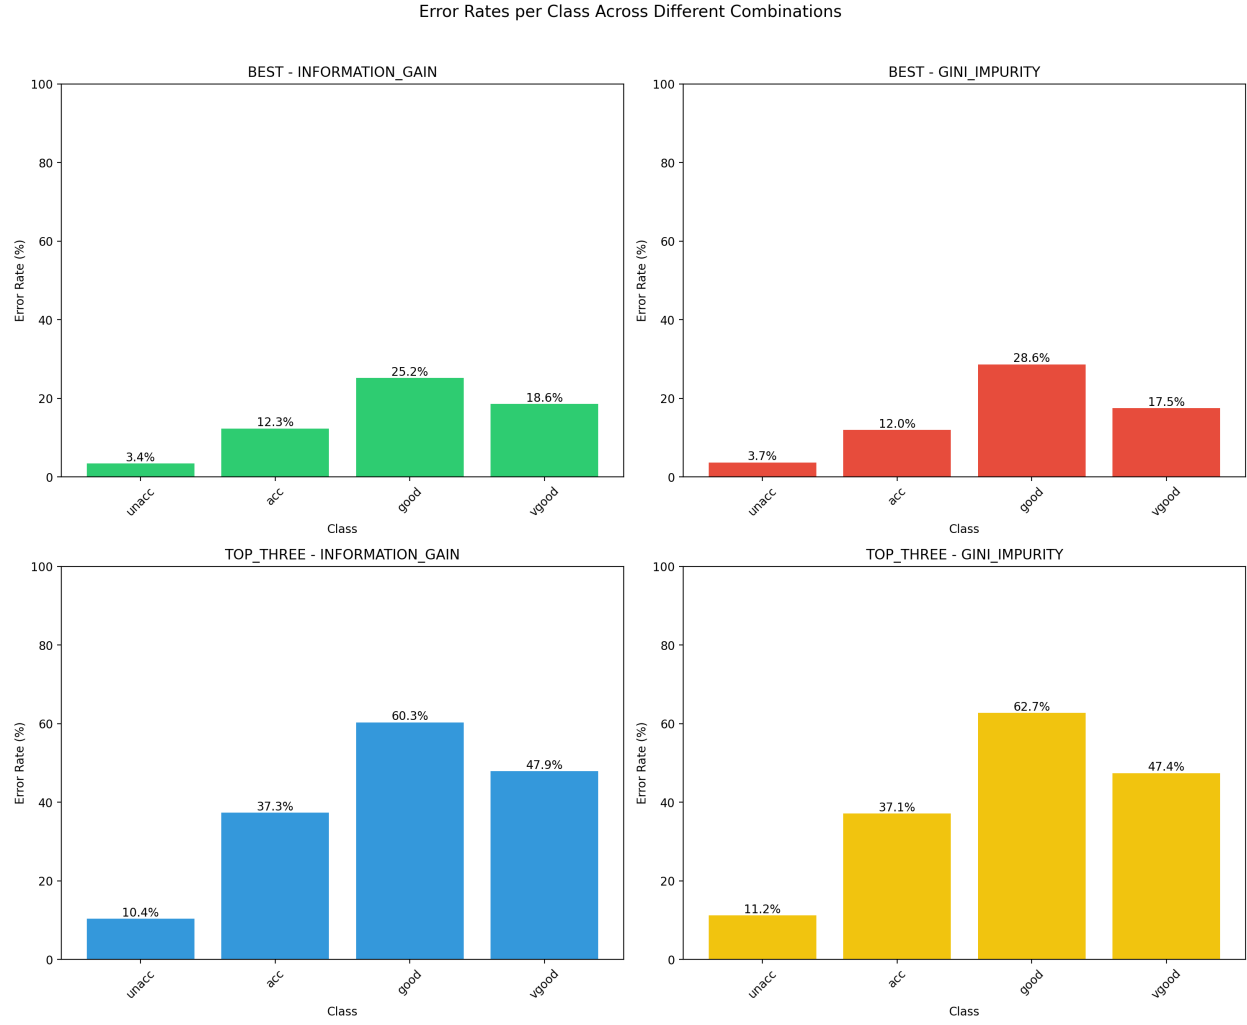 Error Rates per Class Across Different Combinations
BEST - INFORMATION_GAIN
100
80
60
40
20
0
Error Rate (%)
3.4%
12.3%
25.2%
18.6%
unacc
acc
good
vgood
Class
BEST - GINI_IMPURITY
100
80
60
40
20
0
Error Rate (%)
3.7%
12.0%
28.6%
17.5%
unacc
acc
good
vgood
Class
TOP_THREE - INFORMATION_GAIN
100
80
60
40
20
0
Error Rate (%)
10.4%
37.3%
60.3%
47.9%
unacc
acc
good
vgood
Class
TOP_THREE - GINI_IMPURITY
100
80
60
40
20
0
Error Rate (%)
11.2%
37.1%
62.7%
47.4%
unacc
acc
good
vgood
Class